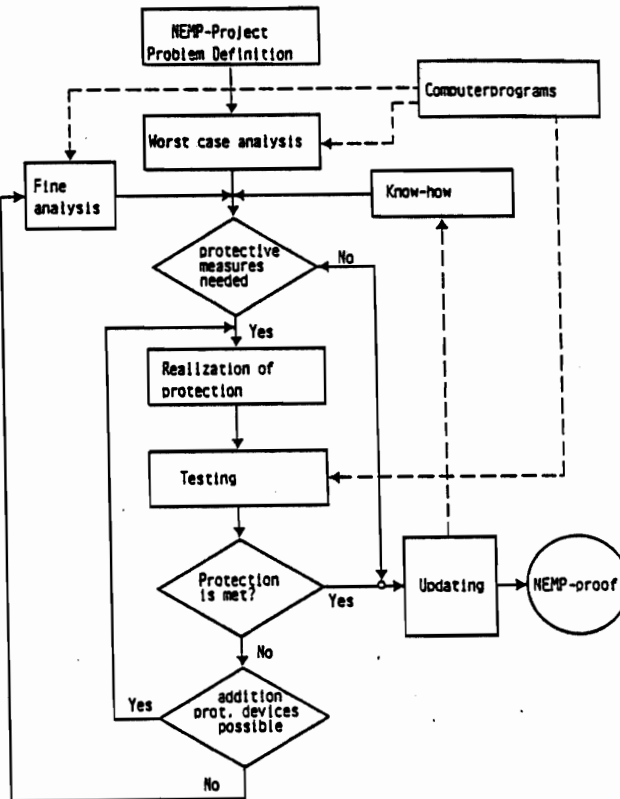 NEMP-Project
Problem Definition
Computerprograms
Worst case analysis
Fine
analysis
Know-how
protective
measures
needed
No
Yes
Realization of
protection
Testing
Protection
is met?
Yes
Updating
NEMP-proof
No
addition
prot. devices
possible
Yes
No